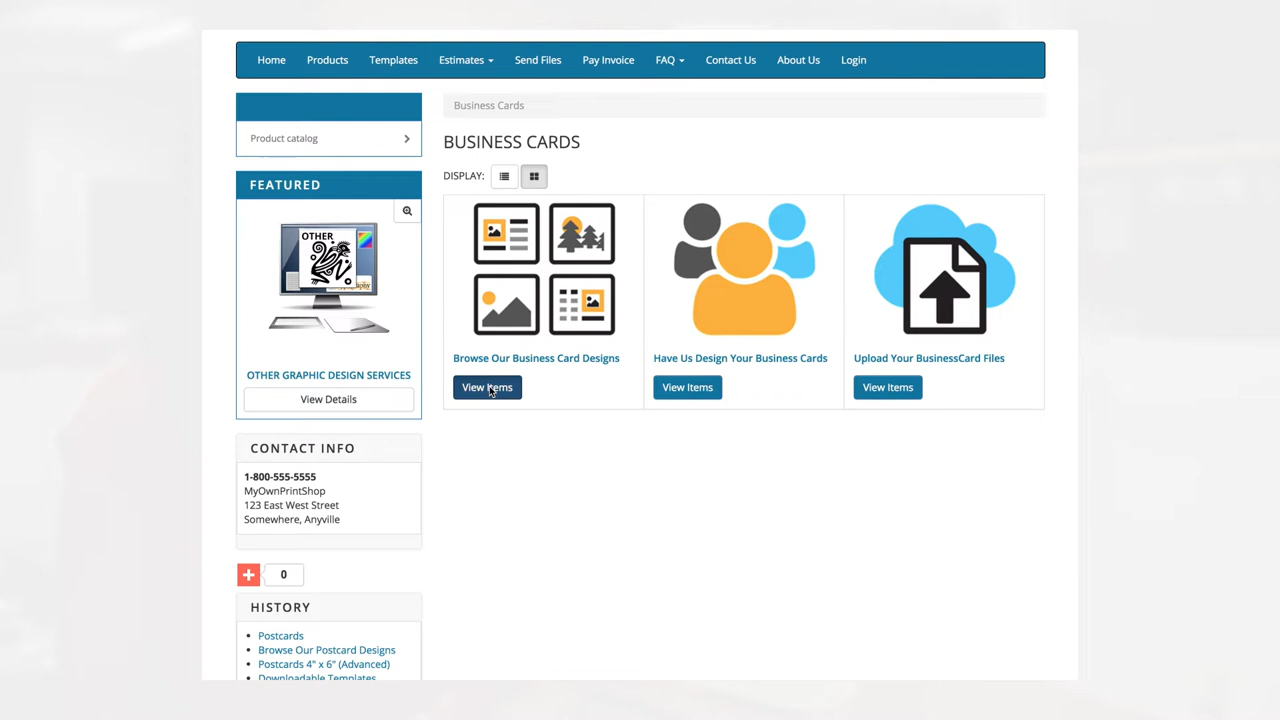 Home Products Templates Estimates Send Files Pay Invoice FAQ Contact Us About Us Login
Product catalog
FEATURED
OTHER
OTHER GRAPHIC DESIGN SERVICES
View Details
CONTACT INFO
1-800-555-5555
MyOwnPrintShop
123 East West Street
Somewhere, Anyville
0
HISTORY
Postcards
Browse Our Postcard Designs
Postcards 4" x 6" (Advanced)
Downloadable Templates
Business Cards
BUSINESS CARDS
DISPLAY:
Browse Our Business Card Designs
View Items
Have Us Design Your Business Cards
View Items
Upload Your BusinessCard Files
View Items